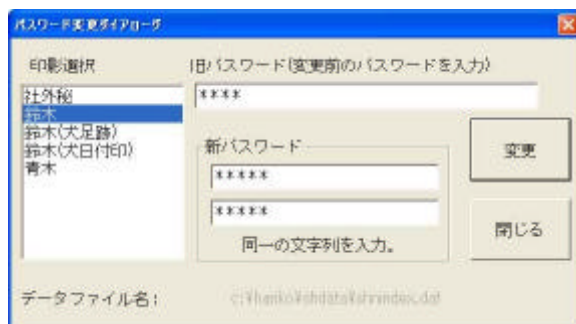 パスワード変更ダイアローグ
印影選択
旧パスワード(変更前のパスワードを入力)
社外秘
鈴木
鈴木(犬足跡)
鈴木(犬日付印)
青木
****
新パスワード
*****
*****
同一の文字列を入力。
変更
閉じる
データファイル名: